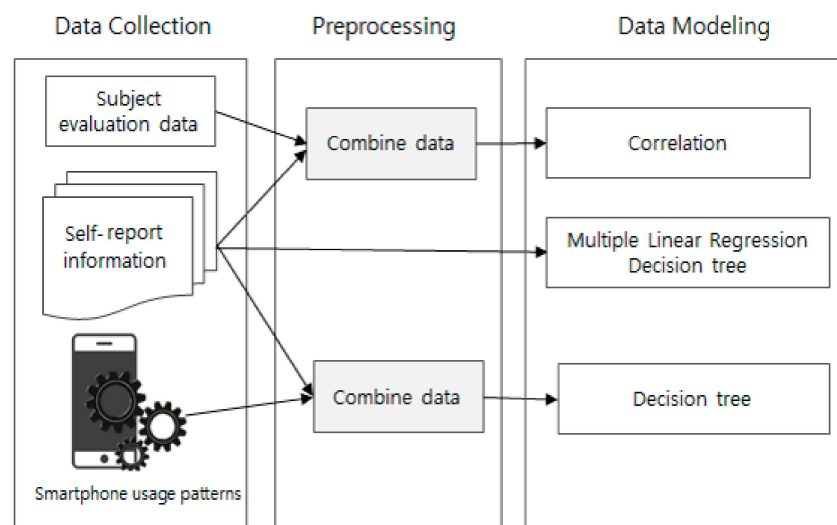 Data Collection
Preprocessing
Data Modeling
Subject
evaluation data
Combine data
Correlation
Self-report
information
Multiple Linear Regression
Decision tree
Combine data
Decision tree
Smartphone usage patterns